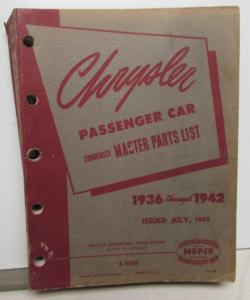 Chrysler
PASSENGER CAR
CONDENSED MASTER PARTS LIST
1936 through 1942
ISSUED JULY, 1942
MOPAR